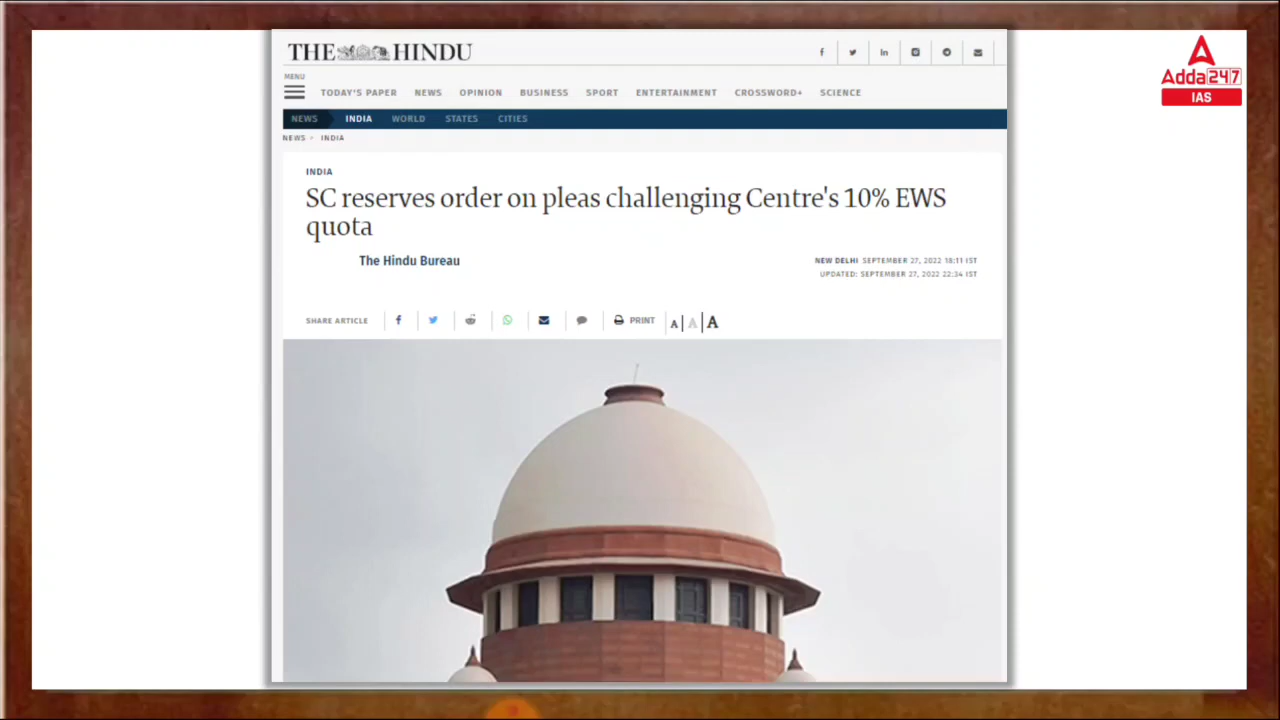 THE HINDU
Adda247
IAS
MENU
TODAY'S PAPER NEWS OPINION BUSINESS SPORT ENTERTAINMENT CROSSWORD+ SCIENCE
NEWS INDIA WORLD STATES CITIES
NEWS > INDIA
INDIA
SC reserves order on pleas challenging Centre's 10% EWS
quota
The Hindu Bureau
NEW DELHI SEPTEMBER 27, 2022 18:11 IST
UPDATED: SEPTEMBER 27, 2022 22:34 IST
SHARE ARTICLE PRINT A A A